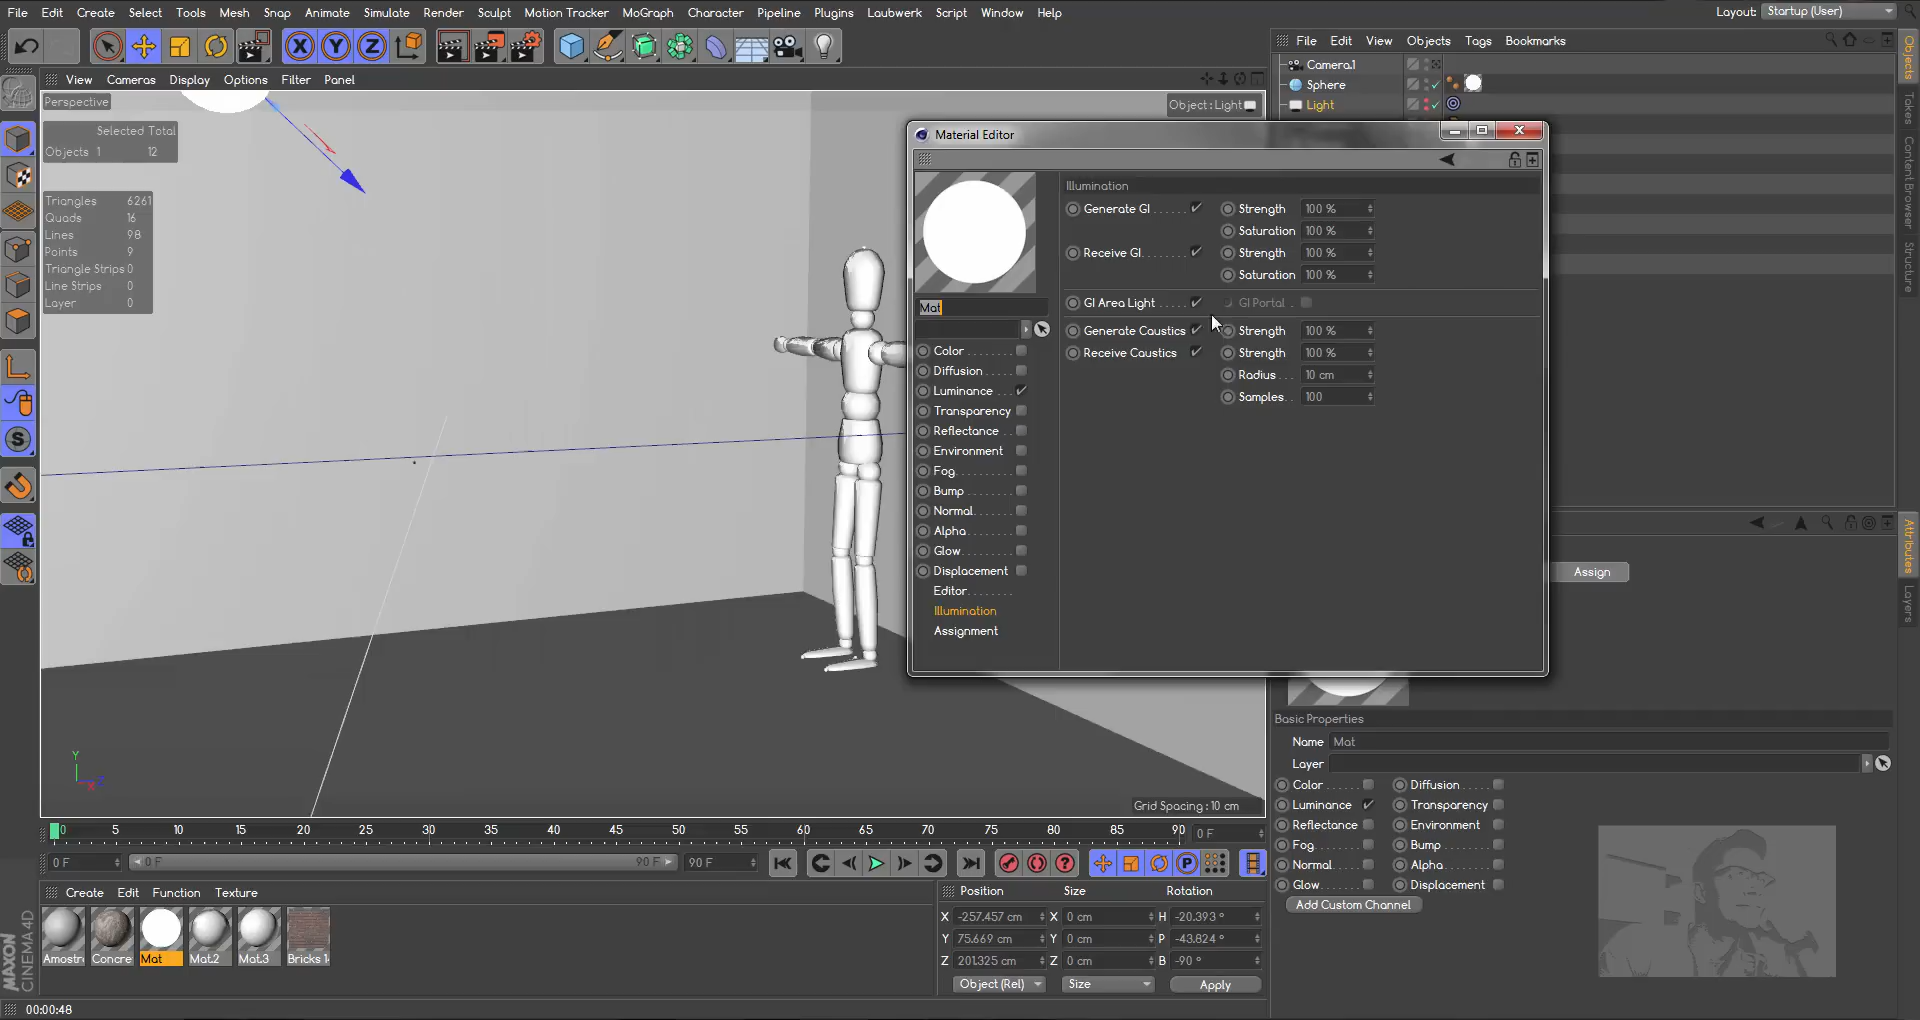 File Edit Create Select Tools Mesh Snap Animate Simulate Render Sculpt Motion Tracker MoGraph Character Pipeline Plugins Laubwerk Script Window Help Layout: Startup (User)
File Edit View Objects Tags Bookmarks
View Cameras Display Options Filter Panel
Perspective
Object : Light
Selected Total
Objects 1 12
Triangles 6261
Quads 16
Lines 98
Points 9
Triangle Strips 0
Line Strips 0
Layer 0
Camera.1
Sphere
Light
Objects
Takes
Content Browser
Structure
Material Editor
Mat
Color
Diffusion
Luminance
Transparency
Reflectance
Environment
Fog
Bump
Normal
Alpha
Glow
Displacement
Editor
Illumination
Assignment
Illumination
Generate GI Strength 100 %
Saturation 100 %
Receive GI Strength 100 %
Saturation 100 %
GI Area Light GI Portal
Generate Caustics Strength 100 %
Receive Caustics Strength 100 %
Radius 10 cm
Samples 100
Assign
Attributes
Layers
Basic Properties
Name Mat
Layer
Color Diffusion
Luminance Transparency
Reflectance Environment
Fog Bump
Normal Alpha
Glow Displacement
Add Custom Channel
Y
X Z
Grid Spacing : 10 cm
0 5 10 15 20 25 30 35 40 45 50 55 60 65 70 75 80 85 90 0 F
0 F 0 F 90 F 90 F
Create Edit Function Texture
Amostr Concre Mat Mat.2 Mat.3 Bricks 1
Position Size Rotation
X -257.457 cm X 0 cm H -20.393 °
Y 75.669 cm Y 0 cm P -43.824 °
Z 201.325 cm Z 0 cm B -90 °
Object (Rel) Size Apply
MAXON
CINEMA4D
00:00:48